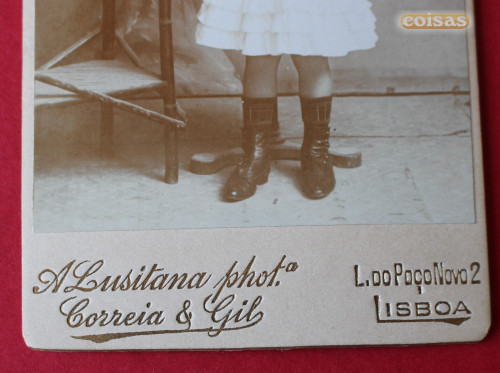 coisas
A Lusitana phot.ª
Correia & Gil
L. do Poço Novo 2
Lisboa